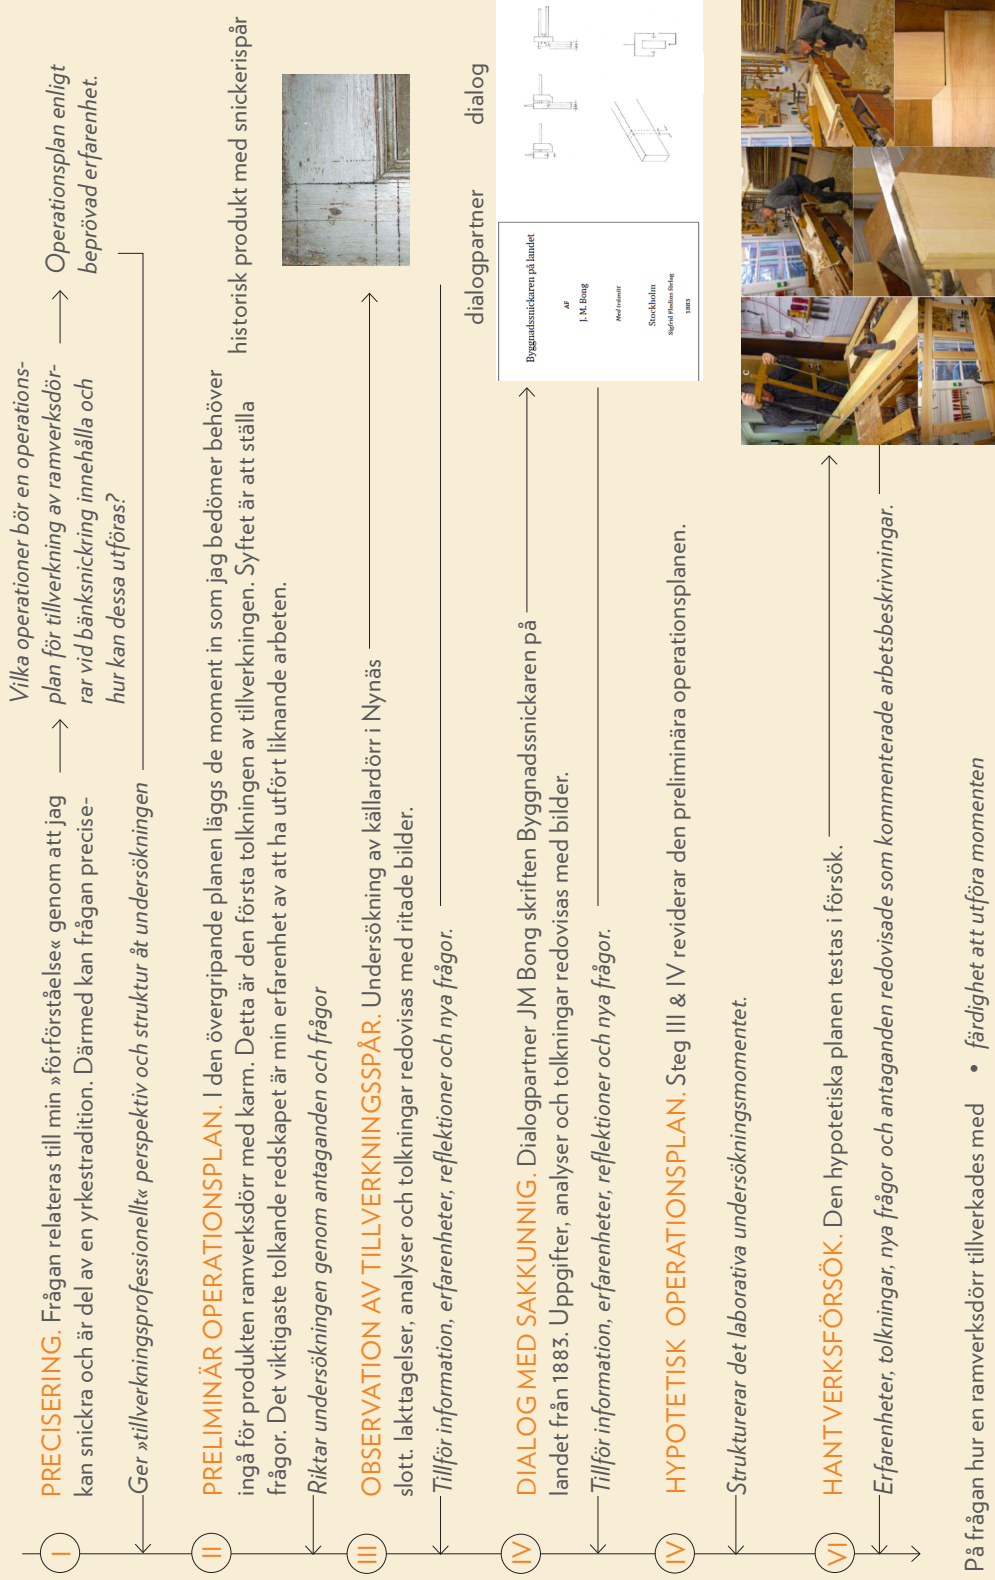 Vilka operationer bör en operations-
plan för tillverkning av ramverksdör-
rar vid bänksnickring innehålla och
hur kan dessa utföras?
Operationsplan enligt
beprövad erfarenhet.
I
PRECISERING. Frågan relateras till min »förförståelse« genom att jag
kan snickra och är del av en yrkestradition. Därmed kan frågan precise-
Ger »tillverkningsprofessionellt« perspektiv och struktur åt undersökningen
II
PRELIMINÄR OPERATIONSPLAN. I den övergripande planen läggs de moment in som jag bedömer behöver
ingå för produkten ramverksdörr med karm. Detta är den första tolkningen av tillverkningen. Syftet är att ställa
frågor. Det viktigaste tolkande redskapet är min erfarenhet av att ha utfört liknande arbeten.
Riktar undersökningen genom antaganden och frågor
historisk produkt med snickerispår
III
OBSERVATION AV TILLVERKNINGSSPÅR. Undersökning av källardörr i Nynäs
slott. Iakttagelser, analyser och tolkningar redovisas med ritade bilder.
Tillför information, erfarenheter, reflektioner och nya frågor.
dialogpartner
dialog
IV
DIALOG MED SAKKUNNIG. Dialogpartner JM Bong skriften Byggnadssnickaren på
landet från 1883. Uppgifter, analyser och tolkningar redovisas med bilder.
Tillför information, erfarenheter, reflektioner och nya frågor.
Byggnadssnickaren på landet
AF
J. M. Bong
Med träsnitt
Stockholm
Sigfrid Flodins förlag
1883
IV
HYPOTETISK OPERATIONSPLAN. Steg III & IV reviderar den preliminära operationsplanen.
Strukturerar det laborativa undersökningsmomentet.
VI
HANTVERKSFÖRSÖK. Den hypotetiska planen testas i försök.
Erfarenheter, tolkningar, nya frågor och antaganden redovisade som kommenterade arbetsbeskrivningar.
C
På frågan hur en ramverksdörr tillverkades med
• färdighet att utföra momenten